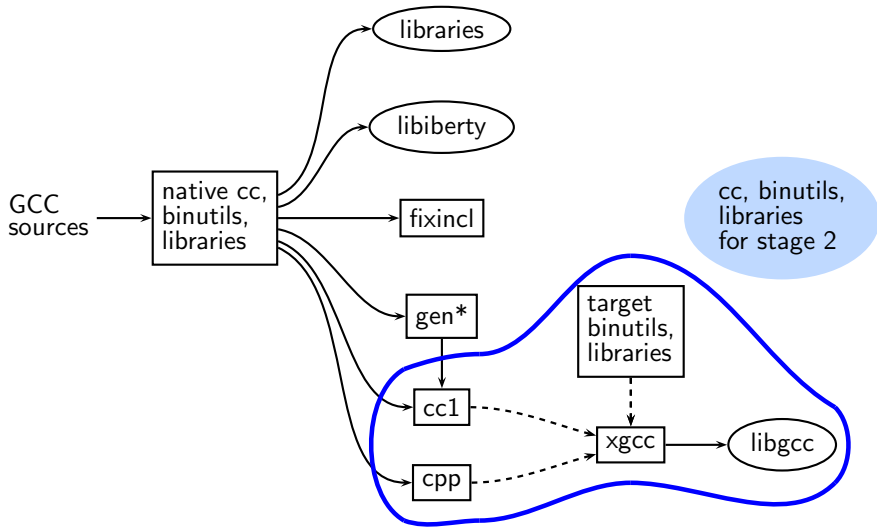 libraries
libiberty
GCC
sources
native cc,
binutils,
libraries
fixincl
cc, binutils,
libraries
for stage 2
gen*
target
binutils,
libraries
cc1
xgcc
libgcc
cpp